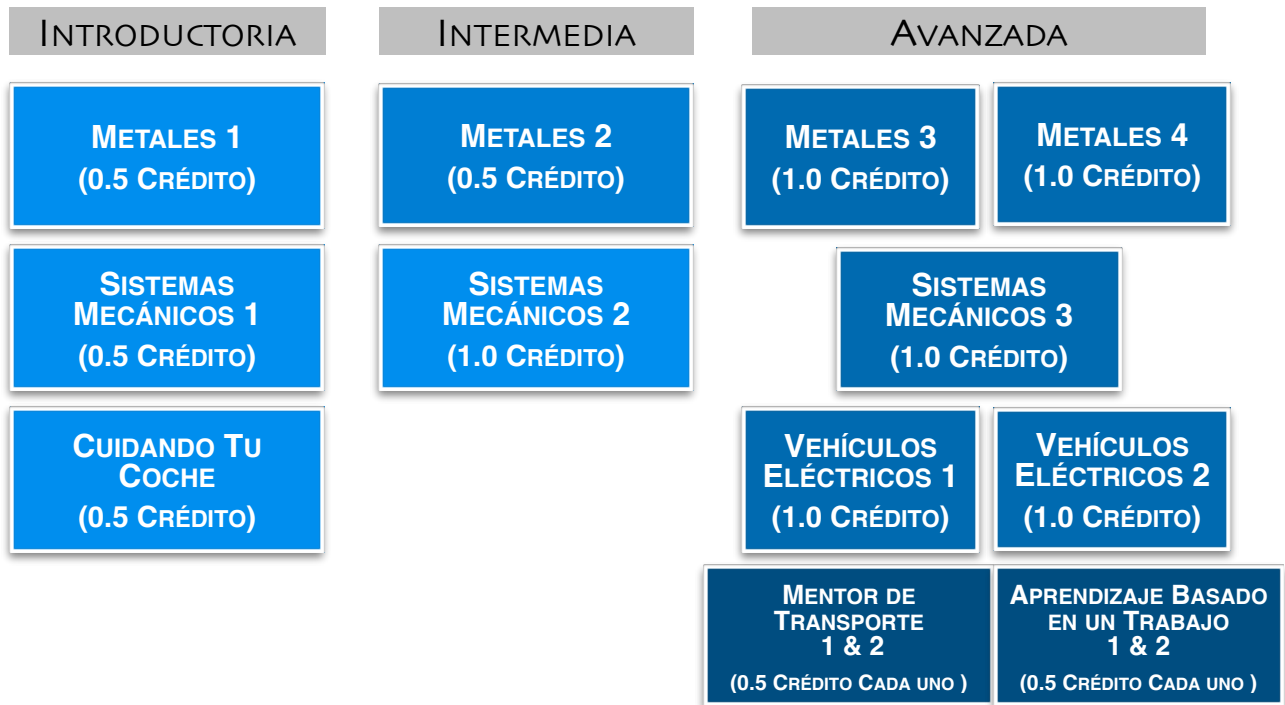 Introductoria
Intermedia
Avanzada
Metales 1
(0.5 Crédito)
Metales 2
(0.5 Crédito)
Metales 3
(1.0 Crédito)
Metales 4
(1.0 Crédito)
Sistemas
Mecánicos 1
(0.5 Crédito)
Sistemas
Mecánicos 2
(1.0 Crédito)
Sistemas
Mecánicos 3
(1.0 Crédito)
Cuidando Tu
Coche
(0.5 Crédito)
Vehículos
Eléctricos 1
(1.0 Crédito)
Vehículos
Eléctricos 2
(1.0 Crédito)
Mentor de
Transporte
1 & 2
(0.5 Crédito Cada uno )
Aprendizaje Basado
en un Trabajo
1 & 2
(0.5 Crédito Cada uno )